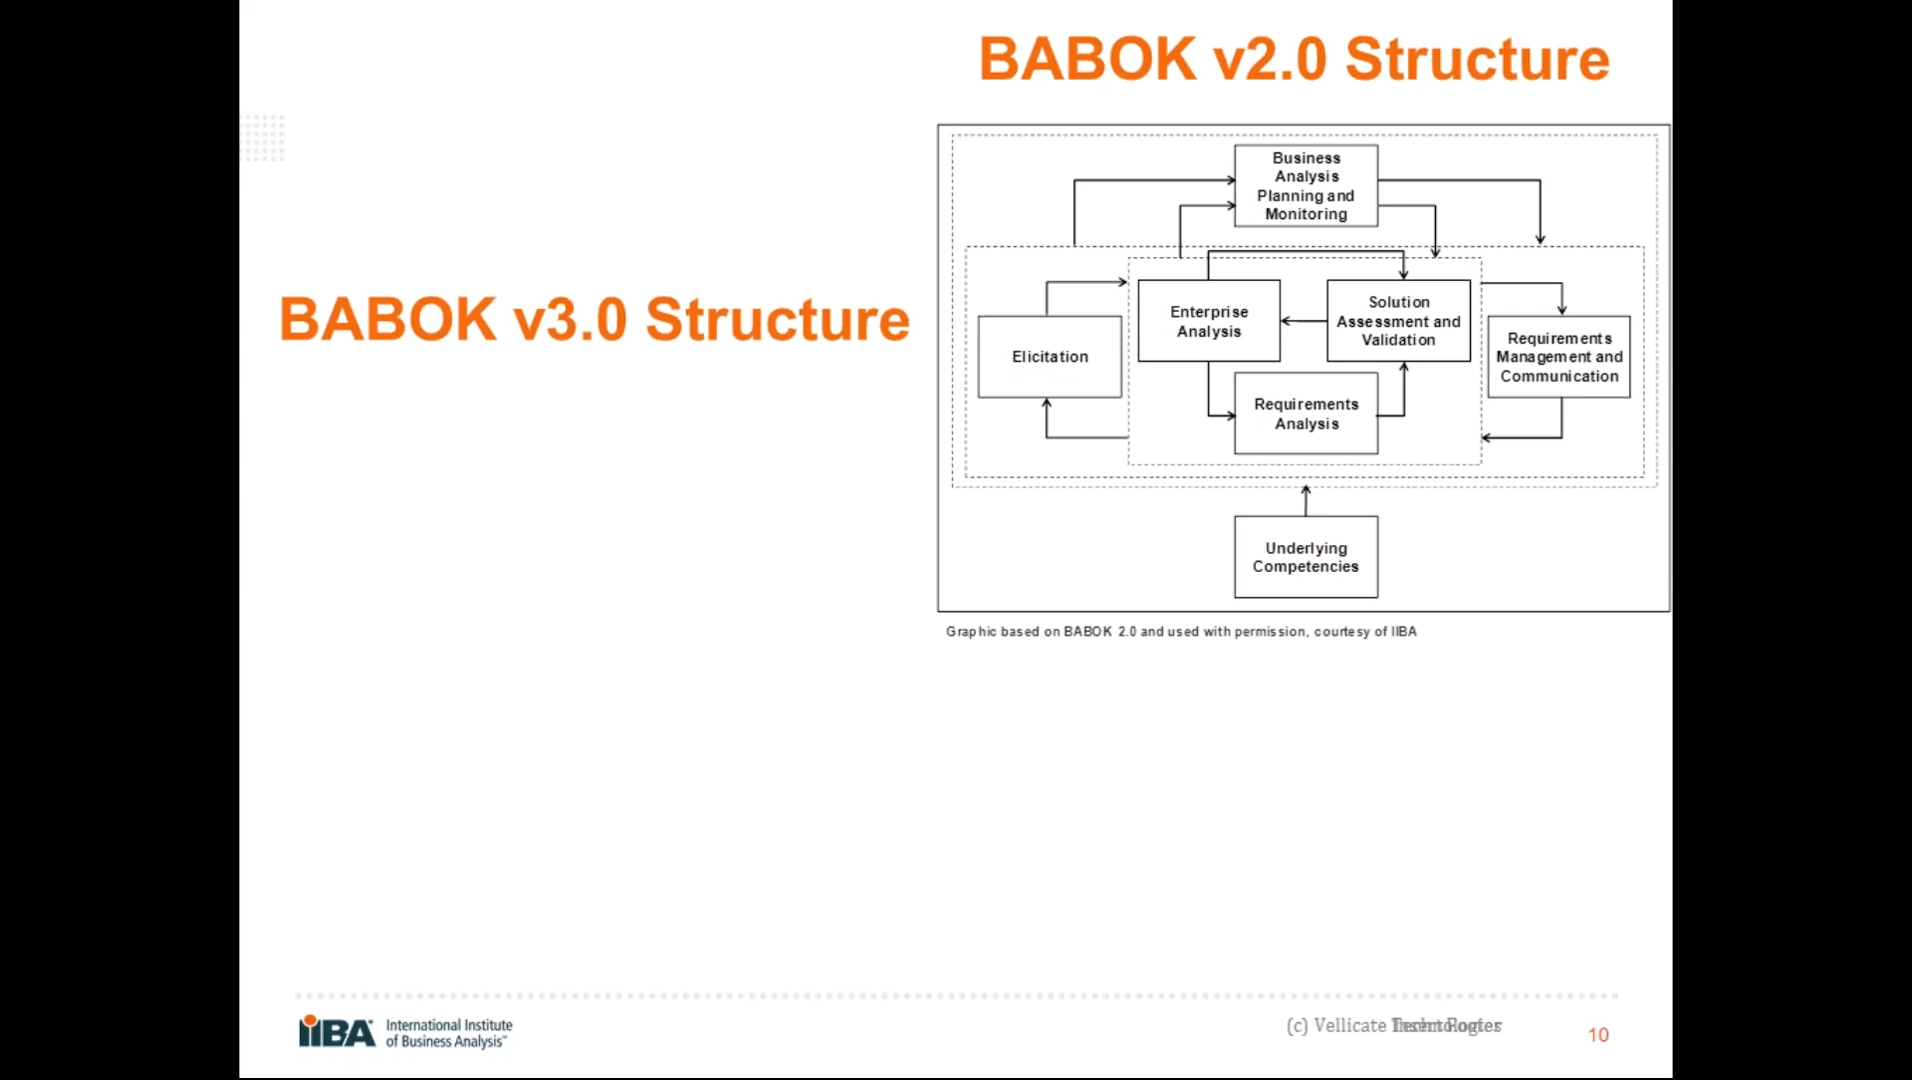 BABOK v2.0 Structure
Business
Analysis
Planning and
Monitoring
BABOK v3.0 Structure
Elicitation
Enterprise
Analysis
Solution
Assessment and
Validation
Requirements
Management and
Communication
Requirements
Analysis
Underlying
Competencies
Graphic based on BABOK 2.0 and used with permission, courtesy of IIBA
iiBA International Institute
of Business Analysis™
(c) Vellicate
10